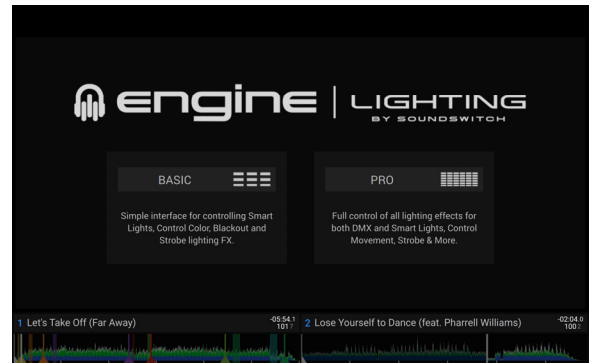 engine | LIGHTING
BY SOUNDSWITCH
BASIC
Simple interface for controlling Smart
Lights, Control Color, Blackout and
Strobe lighting FX.
PRO
Full control of all lighting effects for
both DMX and Smart Lights, Control
Movement, Strobe & More.
1 Let's Take Off (Far Away)
-05:54.1
101 7
2 Lose Yourself to Dance (feat. Pharrell Williams)
-02:04.0
100 2